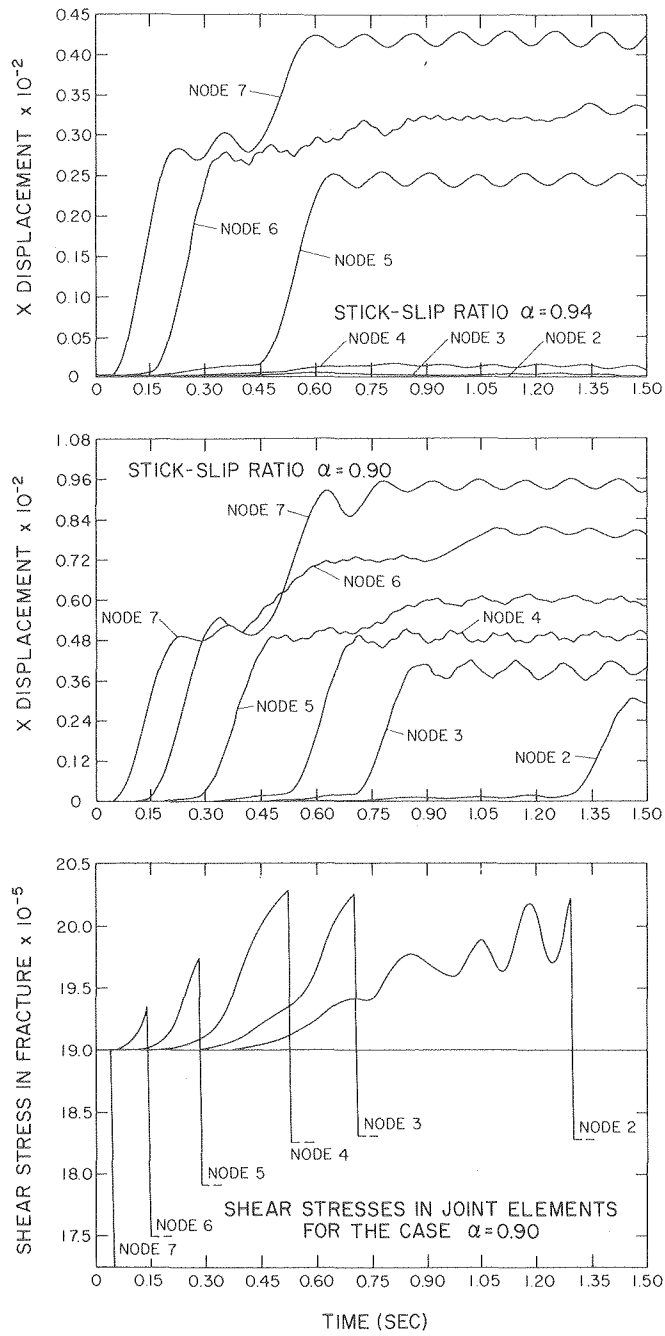 0.45
0.40
0.35
0.30
0.25
0.20
0.15
0.10
0.05
0
X DISPLACEMENT x 10⁻²
NODE 7
NODE 6
NODE 5
STICK-SLIP RATIO α=0.94
NODE 4
NODE 3
NODE 2
0 0.15 0.30 0.45 0.60 0.75 0.90 1.05 1.20 1.35 1.50
1.08
0.96
0.84
0.72
0.60
0.48
0.36
0.24
0.12
0
X DISPLACEMENT x 10⁻²
STICK-SLIP RATIO α=0.90
NODE 7
NODE 6
NODE 7
NODE 4
NODE 5
NODE 3
NODE 2
0 0.15 0.30 0.45 0.60 0.75 0.90 1.05 1.20 1.35 1.50
20.5
20.0
19.5
19.0
18.5
18.0
17.5
SHEAR STRESS IN FRACTURE x 10⁻⁵
NODE 3
NODE 2
NODE 4
NODE 5
NODE 6
NODE 7
SHEAR STRESSES IN JOINT ELEMENTS
FOR THE CASE α=0.90
0 0.15 0.30 0.45 0.60 0.75 0.90 1.05 1.20 1.35 1.50
TIME (SEC)